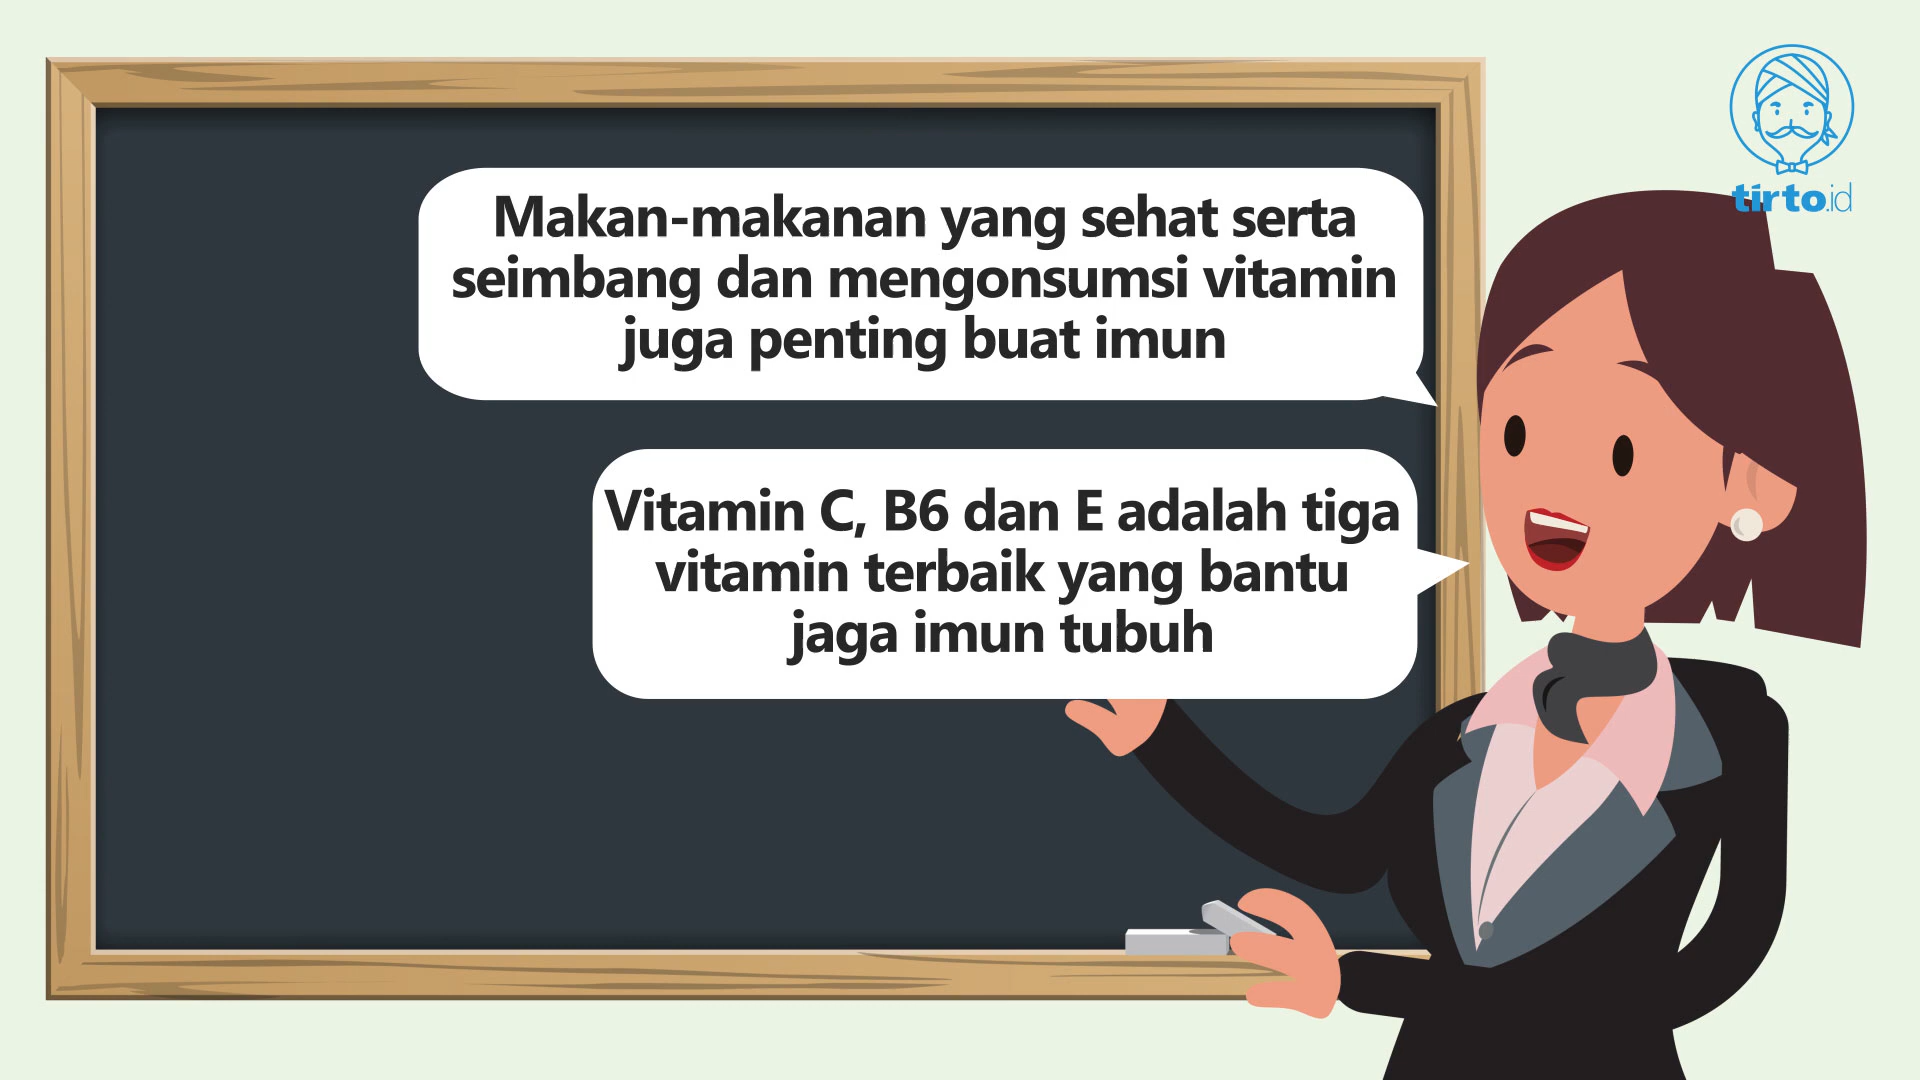 tirto.id
Makan-makanan yang sehat serta
seimbang dan mengonsumsi vitamin
juga penting buat imun
Vitamin C, B6 dan E adalah tiga
vitamin terbaik yang bantu
jaga imun tubuh